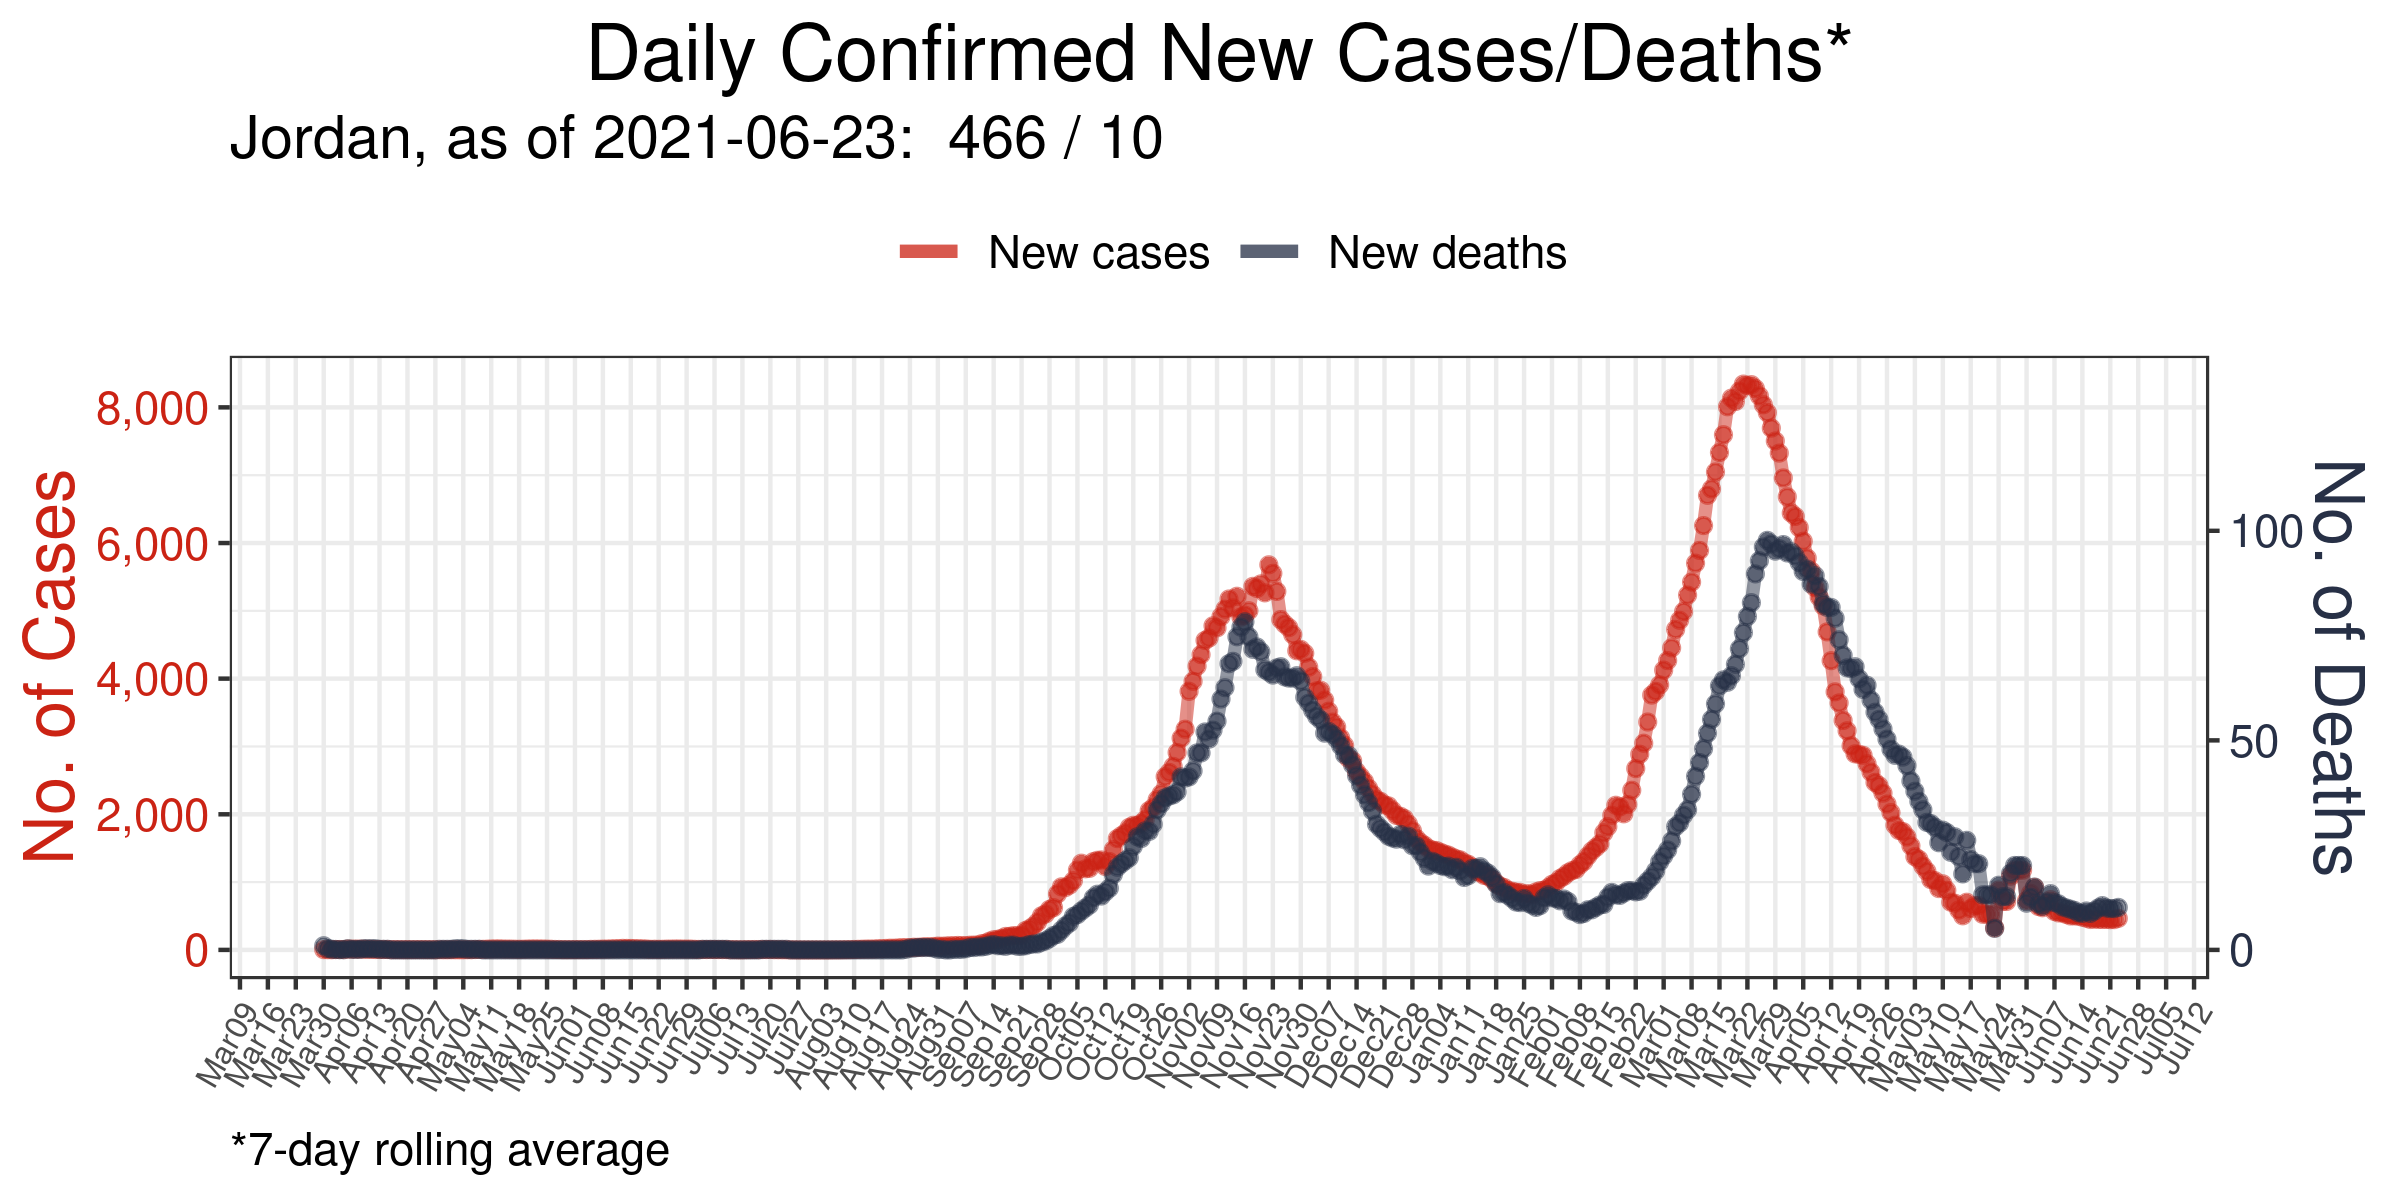 Daily Confirmed New Cases/Deaths*
Jordan, as of 2021-06-23:  466 / 10
New cases
New deaths
No. of Cases
8,000
6,000
4,000
2,000
0
No. of Deaths
100
50
0
Mar09
Mar16
Mar23
Mar30
Apr06
Apr13
Apr20
Apr27
May04
May11
May18
May25
Jun01
Jun08
Jun15
Jun22
Jun29
Jul06
Jul13
Jul20
Jul27
Aug03
Aug10
Aug17
Aug24
Aug31
Sep07
Sep14
Sep21
Sep28
Oct05
Oct12
Oct19
Oct26
Nov02
Nov09
Nov16
Nov23
Nov30
Dec07
Dec14
Dec21
Dec28
Jan04
Jan11
Jan18
Jan25
Feb01
Feb08
Feb15
Feb22
Mar01
Mar08
Mar15
Mar22
Mar29
Apr05
Apr12
Apr19
Apr26
May03
May10
May17
May24
May31
Jun07
Jun14
Jun21
Jun28
Jul05
Jul12
*7-day rolling average